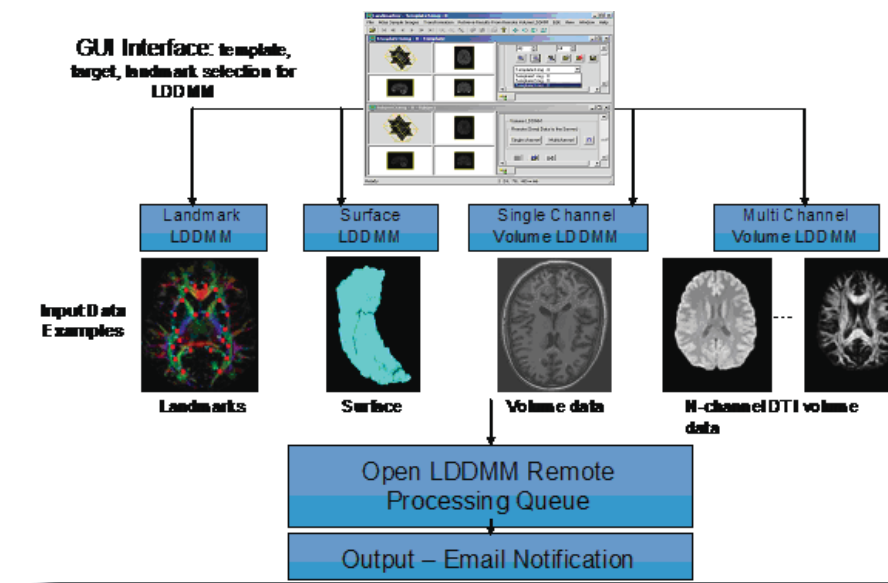 GUI Interface: template,
target, landmark selection for
LDDMM
Landmark
LDDMM
Surface
LDDMM
Single Channel
Volume LDDMM
Multi Channel
Volume LDDMM
Input Data
Examples
Landmarks
Surface
Volume data
N-channel DTI volume
data
Open LDDMM Remote
Processing Queue
Output – Email Notification